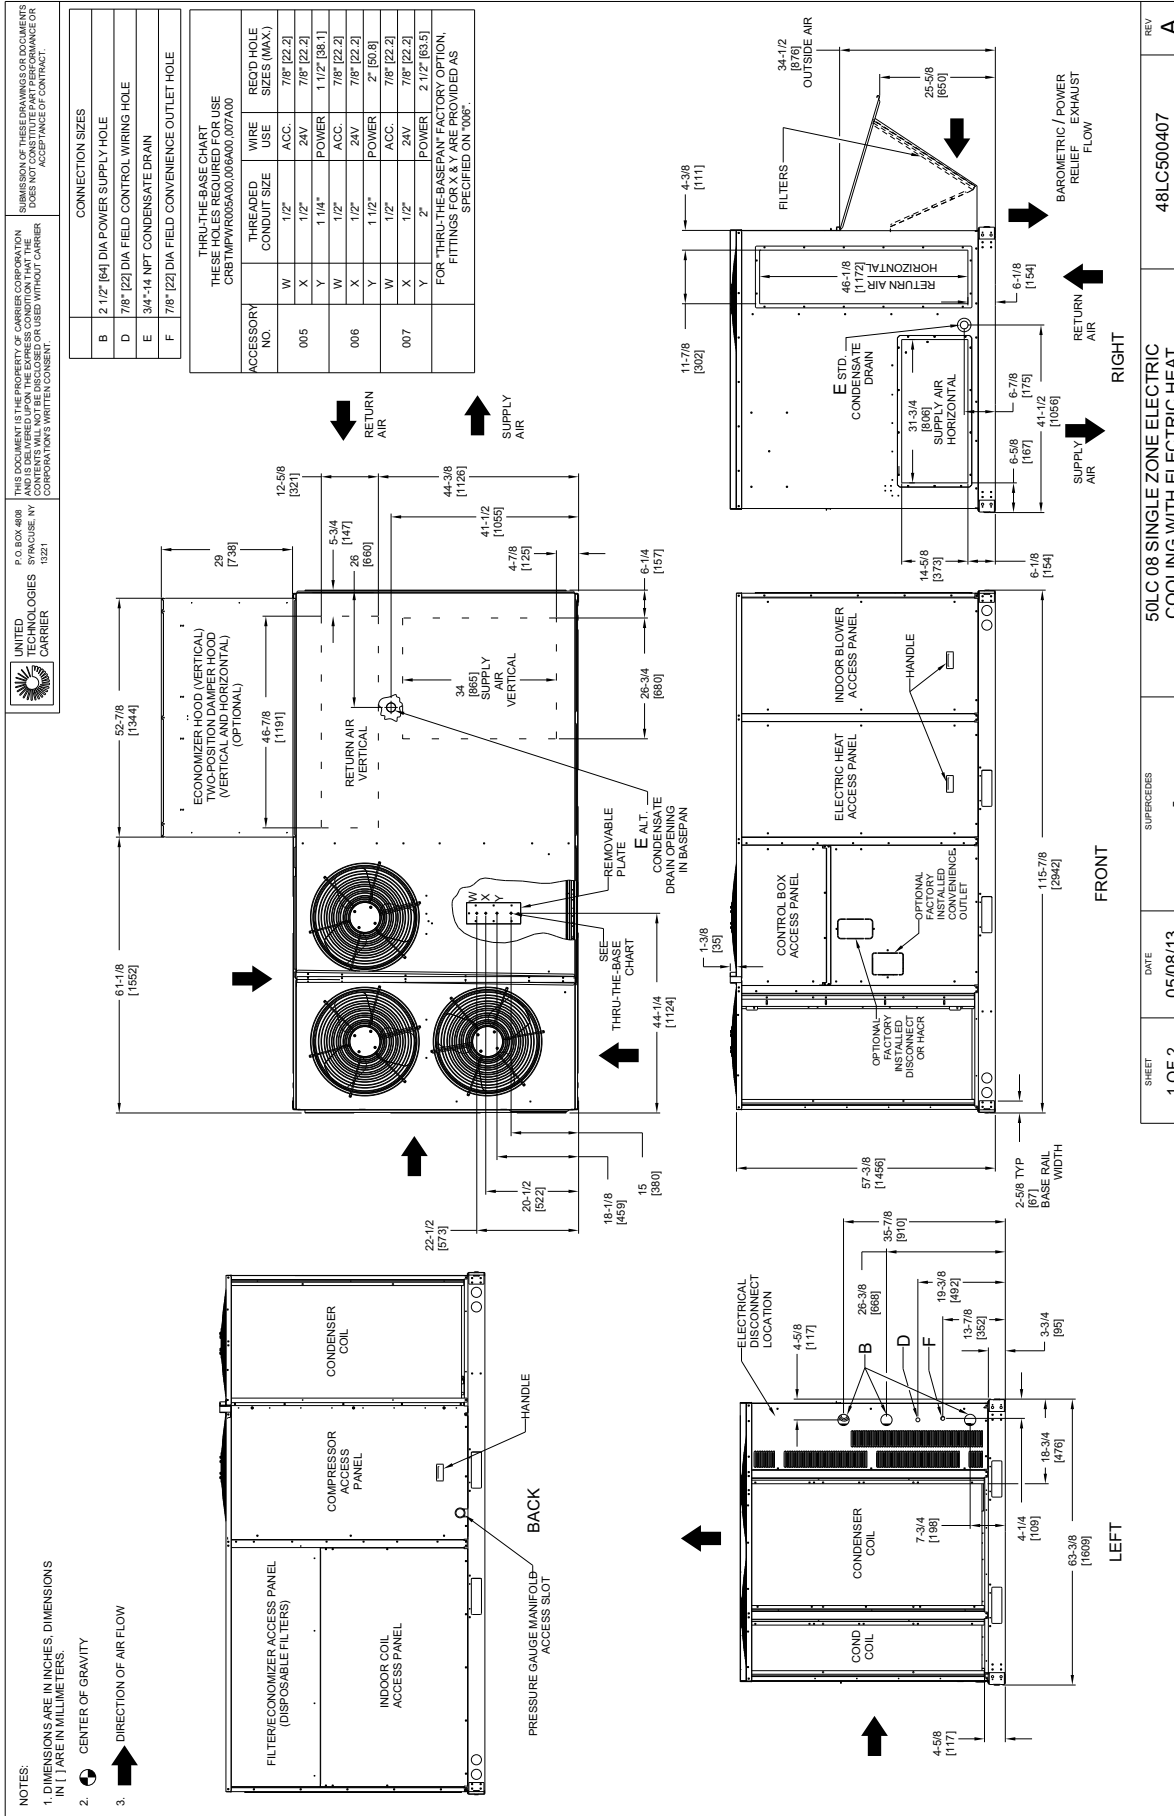 NOTES:
1. DIMENSIONS ARE IN INCHES, DIMENSIONS
IN [ ] ARE IN MILLIMETERS.
2. CENTER OF GRAVITY
3. DIRECTION OF AIR FLOW
UNITED
TECHNOLOGIES
CARRIER
P.O. BOX 4808
SYRACUSE, NY
13221
THIS DOCUMENT IS THE PROPERTY OF CARRIER CORPORATION
AND IS DELIVERED UPON THE EXPRESS CONDITION THAT THE
CONTENTS WILL NOT BE DISCLOSED OR USED WITHOUT CARRIER
CORPORATION'S WRITTEN CONSENT.
SUBMISSION OF THESE DRAWINGS OR DOCUMENTS
DOES NOT CONSTITUTE PART PERFORMANCE OR
ACCEPTANCE OF CONTRACT.
CONNECTION SIZES
B 2 1/2" [64] DIA POWER SUPPLY HOLE
D 7/8" [22] DIA FIELD CONTROL WIRING HOLE
E 3/4"-14 NPT CONDENSATE DRAIN
F 7/8" [22] DIA FIELD CONVENIENCE OUTLET HOLE
THRU-THE-BASE CHART
THESE HOLES REQUIRED FOR USE
CRBTMPWR005A00,006A00,007A00
ACCESSORY
NO.
THREADED
CONDUIT SIZE
WIRE
USE
REQ'D HOLE
SIZES (MAX.)
005
W 1/2" ACC. 7/8" [22.2]
X 1/2" 24V 7/8" [22.2]
Y 1 1/4" POWER 1 1/2" [38.1]
006
W 1/2" ACC. 7/8" [22.2]
X 1/2" 24V 7/8" [22.2]
Y 1 1/2" POWER 2" [50.8]
007
W 1/2" ACC. 7/8" [22.2]
X 1/2" 24V 7/8" [22.2]
Y 2" POWER 2 1/2" [63.5]
FOR "THRU-THE-BASEPAN" FACTORY OPTION,
FITTINGS FOR X & Y ARE PROVIDED AS
SPECIFIED ON "006".
FILTER/ECONOMIZER ACCESS PANEL
(DISPOSABLE FILTERS)
INDOOR COIL
ACCESS PANEL
COMPRESSOR
ACCESS
PANEL
CONDENSER
COIL
HANDLE
PRESSURE GAUGE MANIFOLD
ACCESS SLOT
BACK
61-1/8
[1552]
52-7/8
[1344]
29
[738]
ECONOMIZER HOOD (VERTICAL)
TWO-POSITION DAMPER HOOD
(VERTICAL AND HORIZONTAL)
(OPTIONAL)
46-7/8
[1191]
RETURN AIR
VERTICAL
34
[865]
SUPPLY
AIR
VERTICAL
26-3/4
[680]
12-5/8
[321]
5-3/4
[147]
26
[660]
44-3/8
[1126]
41-1/2
[1055]
4-7/8
[125]
6-1/4
[157]
RETURN
AIR
SUPPLY
AIR
W
X
Y
REMOVABLE
PLATE
E ALT.
CONDENSATE
DRAIN OPENING
IN BASEPAN
SEE
THRU-THE-BASE
CHART
44-1/4
[1124]
22-1/2
[573]
20-1/2
[522]
18-1/8
[459]
15
[380]
ELECTRICAL
DISCONNECT
LOCATION
4-5/8
[117]
B
D
F
26-3/8
[668]
35-7/8
[910]
19-3/8
[492]
13-7/8
[352]
3-3/4
[95]
COND
COIL
CONDENSER
COIL
7-3/4
[198]
18-3/4
[476]
4-1/4
[109]
63-3/8
[1609]
4-5/8
[117]
LEFT
57-3/8
[1456]
2-5/8 TYP
[67]
BASE RAIL
WIDTH
1-3/8
[35]
CONTROL BOX
ACCESS PANEL
OPTIONAL
FACTORY
INSTALLED
DISCONNECT
OR HACR
OPTIONAL
FACTORY
INSTALLED
CONVENIENCE
OUTLET
ELECTRIC HEAT
ACCESS PANEL
INDOOR BLOWER
ACCESS PANEL
HANDLE
115-7/8
[2942]
FRONT
34-1/2
[876]
OUTSIDE AIR
25-5/8
[650]
FILTERS
BAROMETRIC / POWER
RELIEF EXHAUST
FLOW
4-3/8
[111]
11-7/8
[302]
46-1/8
[1172]
RETURN AIR
HORIZONTAL
E STD.
CONDENSATE
DRAIN
31-3/4
[806]
SUPPLY AIR
HORIZONTAL
14-5/8
[373]
6-1/8
[154]
6-5/8
[167]
6-7/8
[175]
41-1/2
[1056]
6-1/8
[154]
SUPPLY
AIR
RETURN
AIR
RIGHT
SHEET
1 OF 2
DATE
05/08/13
SUPERCEDES
50LC 08 SINGLE ZONE ELECTRIC
COOLING WITH ELECTRIC HEAT
48LC500407
REV
A